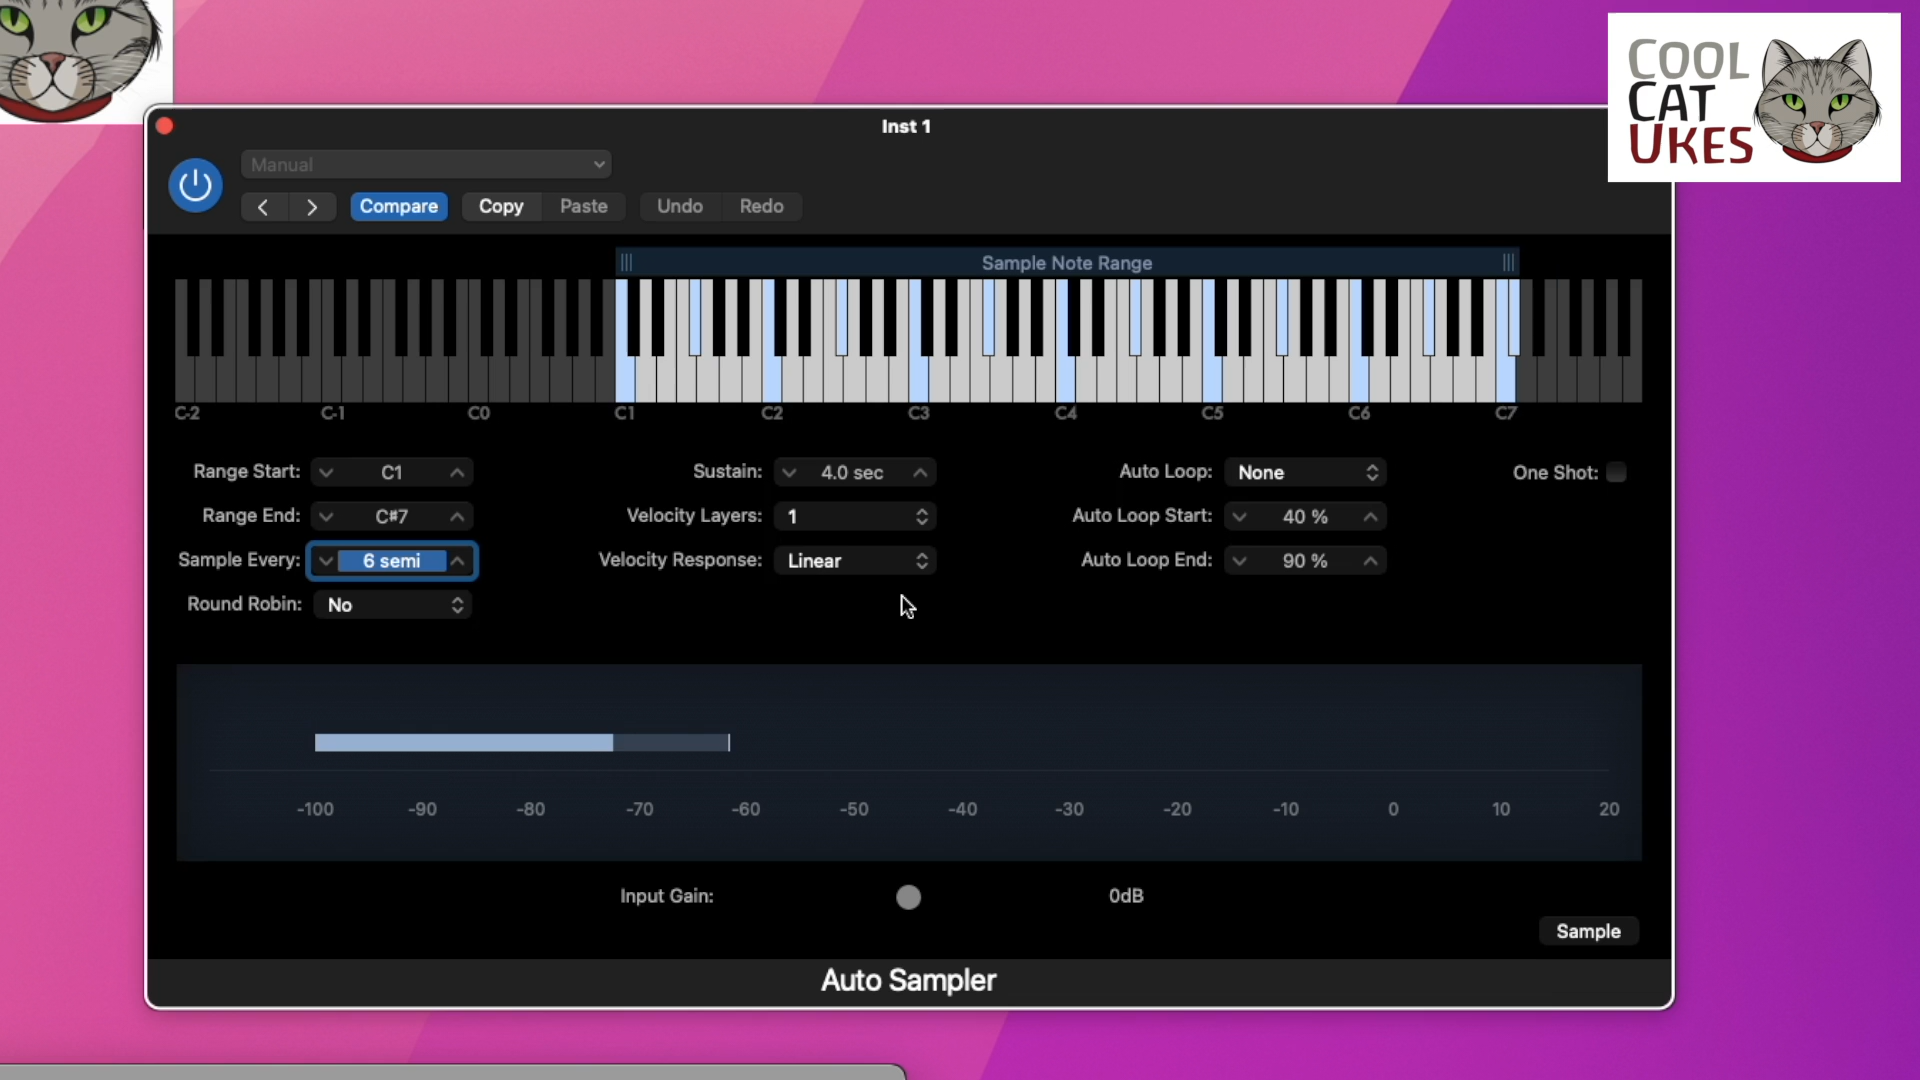 COOL
CAT
UKES
Inst 1
Manual
Compare Copy Paste Undo Redo
Sample Note Range
C-2 C-1 C0 C1 C2 C3 C4 C5 C6 C7
Range Start: C1
Range End: C#7
Sample Every: 6 semi
Round Robin: No
Sustain: 4.0 sec
Velocity Layers: 1
Velocity Response: Linear
Auto Loop: None
Auto Loop Start: 40 %
Auto Loop End: 90 %
One Shot:
-100 -90 -80 -70 -60 -50 -40 -30 -20 -10 0 10 20
Input Gain: 0dB
Sample
Auto Sampler